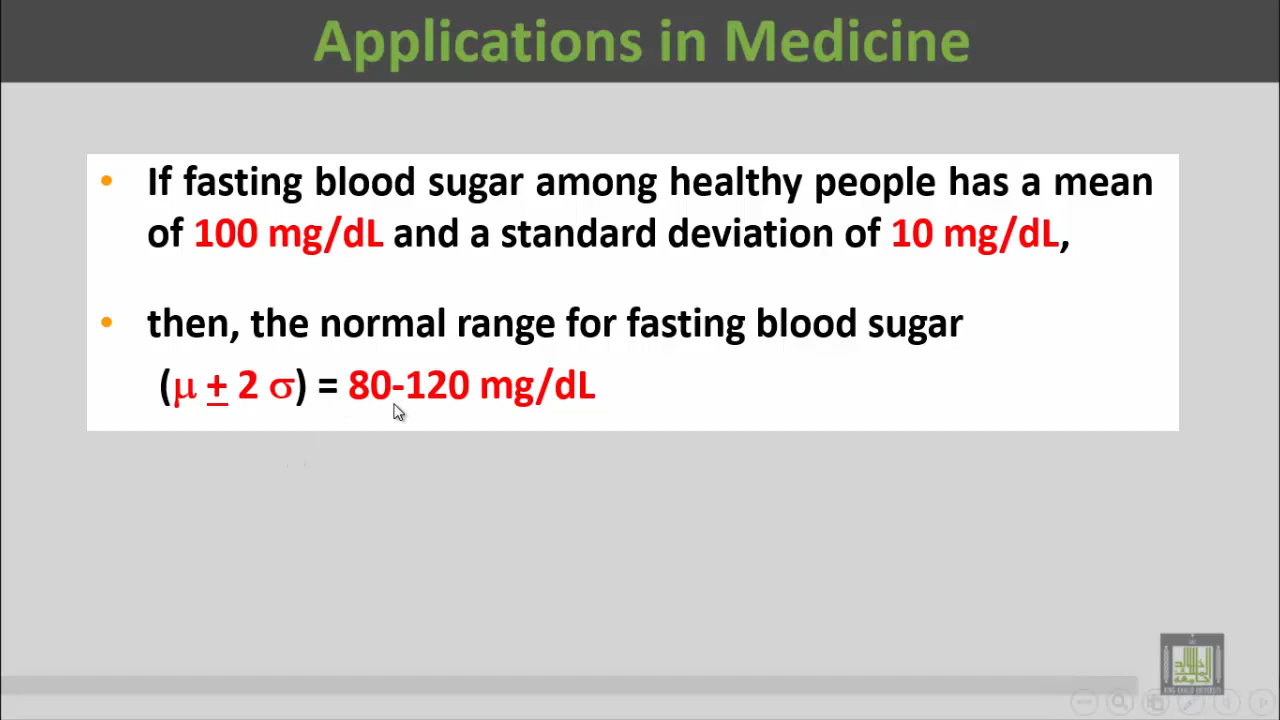 Applications in Medicine
• If fasting blood sugar among healthy people has a mean
of 100 mg/dL and a standard deviation of 10 mg/dL,
• then, the normal range for fasting blood sugar
(μ ± 2 σ) = 80-120 mg/dL